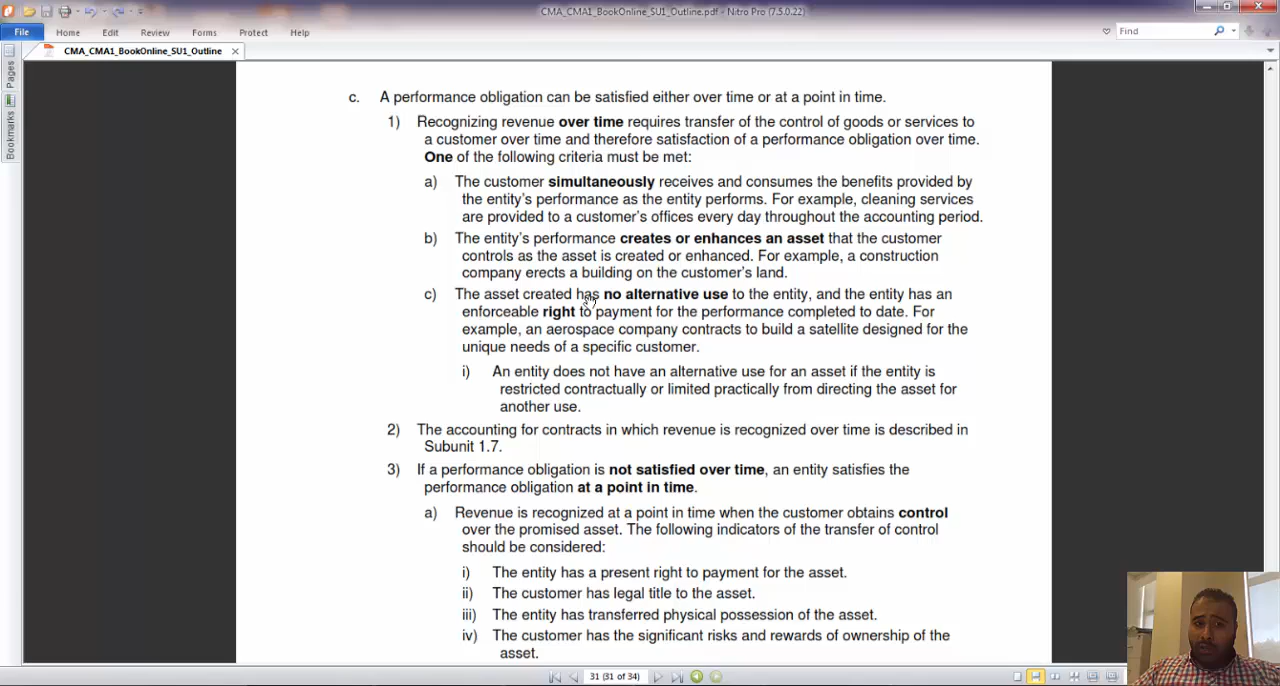 CMA_CMA1_BookOnline_SU1_Outline.pdf - Nitro Pro (7.5.0.22)
File Home Edit Review Forms Protect Help Find
CMA_CMA1_BookOnline_SU1_Outline
Pages
Bookmarks
c. A performance obligation can be satisfied either over time or at a point in time.
1) Recognizing revenue over time requires transfer of the control of goods or services to
a customer over time and therefore satisfaction of a performance obligation over time.
One of the following criteria must be met:
a) The customer simultaneously receives and consumes the benefits provided by
the entity's performance as the entity performs. For example, cleaning services
are provided to a customer's offices every day throughout the accounting period.
b) The entity's performance creates or enhances an asset that the customer
controls as the asset is created or enhanced. For example, a construction
company erects a building on the customer's land.
c) The asset created has no alternative use to the entity, and the entity has an
enforceable right to payment for the performance completed to date. For
example, an aerospace company contracts to build a satellite designed for the
unique needs of a specific customer.
i) An entity does not have an alternative use for an asset if the entity is
restricted contractually or limited practically from directing the asset for
another use.
2) The accounting for contracts in which revenue is recognized over time is described in
Subunit 1.7.
3) If a performance obligation is not satisfied over time, an entity satisfies the
performance obligation at a point in time.
a) Revenue is recognized at a point in time when the customer obtains control
over the promised asset. The following indicators of the transfer of control
should be considered:
i) The entity has a present right to payment for the asset.
ii) The customer has legal title to the asset.
iii) The entity has transferred physical possession of the asset.
iv) The customer has the significant risks and rewards of ownership of the
asset.
31 (31 of 34)